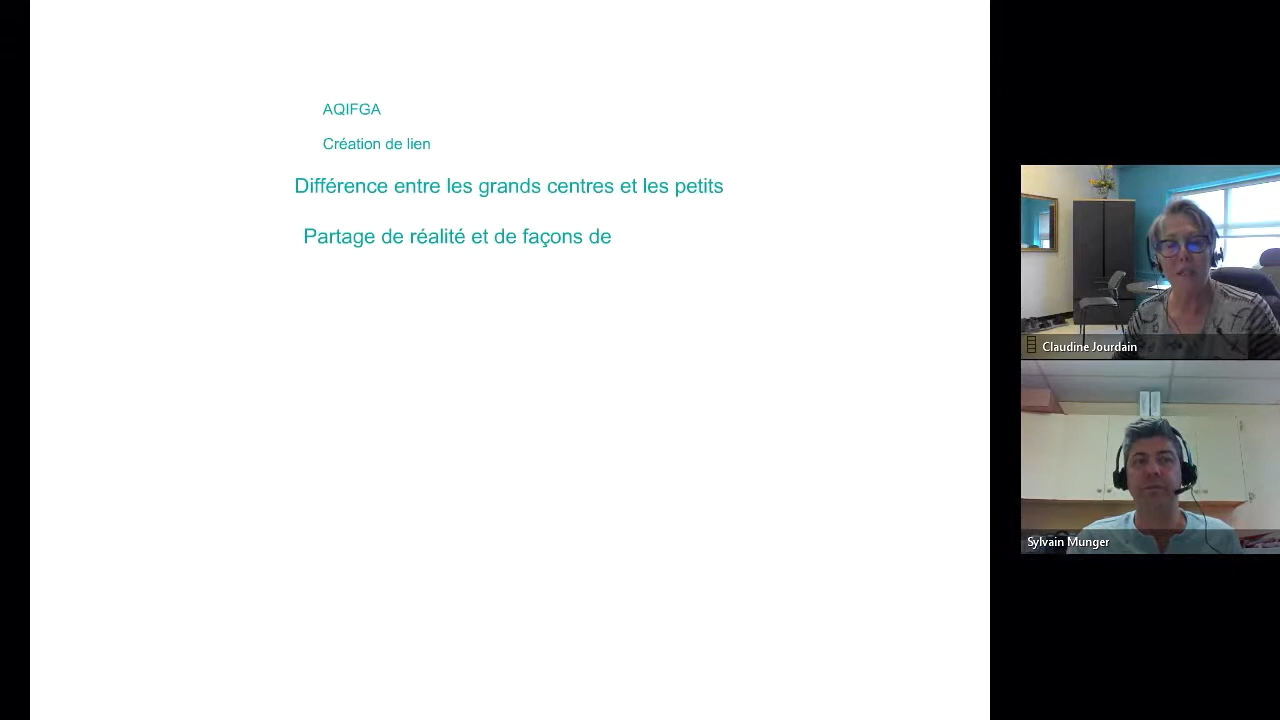 AQIFGA
Création de lien
Différence entre les grands centres et les petits
Partage de réalité et de façons de
Claudine Jourdain
Sylvain Munger